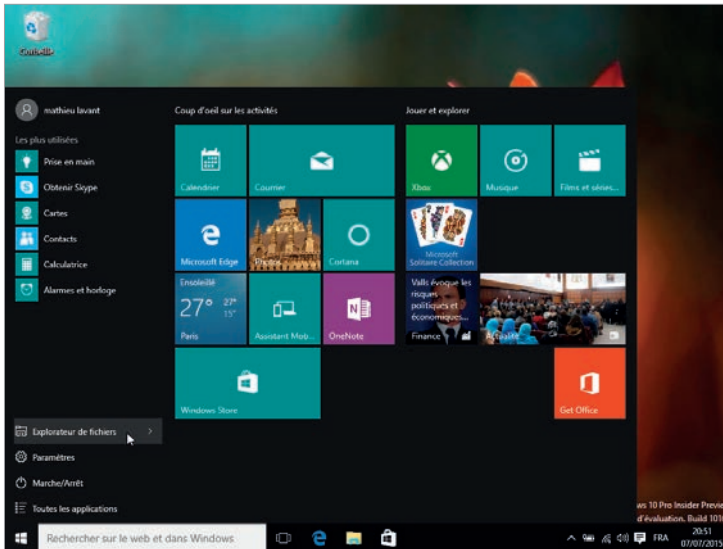 Corbeille
mathieu lavant
Les plus utilisées
Prise en main
Obtenir Skype
Cartes
Contacts
Calculatrice
Alarmes et horloge
Explorateur de fichiers
Paramètres
Marche/Arrêt
Toutes les applications
Coup d'oeil sur les activités
Calendrier
Courrier
Microsoft Edge
Photos
Cortana
Ensoleillé
27° 27°
15°
Paris
Assistant Mob...
OneNote
Windows Store
Jouer et explorer
Xbox
Musique
Films et séries...
Microsoft
Solitaire Collection
Valls évoque les
risques
politiques et
économiques...
Finance
Actualité
Get Office
ws 10 Pro Insider Previe
d'évaluation. Build 101
Rechercher sur le web et dans Windows
FRA
20:51
07/07/2015